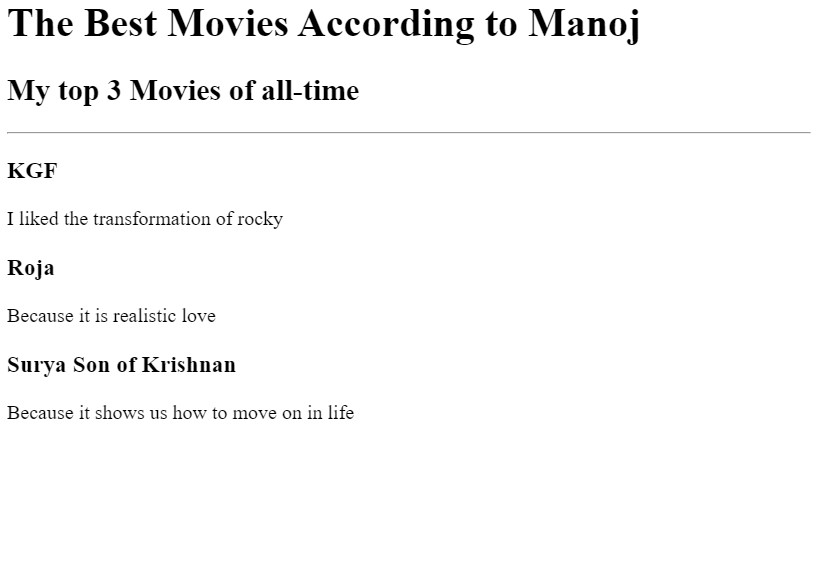 The Best Movies According to Manoj
My top 3 Movies of all-time
KGF
I liked the transformation of rocky
Roja
Because it is realistic love
Surya Son of Krishnan
Because it shows us how to move on in life